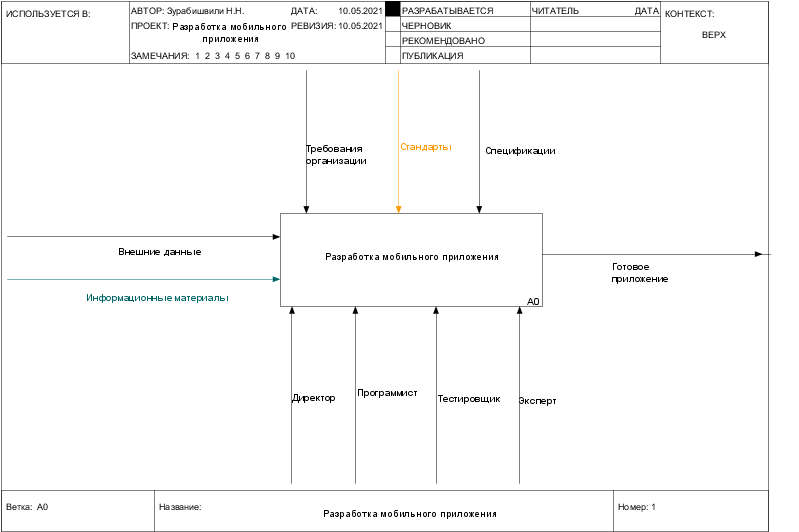 ИСПОЛЬЗУЕТСЯ В:
АВТОР: Зурабишвили Н.Н.
ДАТА: 10.05.2021
ПРОЕКТ: Разработка мобильного
приложения
РЕВИЗИЯ: 10.05.2021
ЗАМЕЧАНИЯ: 1 2 3 4 5 6 7 8 9 10
РАЗРАБАТЫВАЕТСЯ
ЧЕРНОВИК
РЕКОМЕНДОВАНО
ПУБЛИКАЦИЯ
ЧИТАТЕЛЬ ДАТА
КОНТЕКСТ:
ВЕРХ
Требования
организации
Стандарты
Спецификации
Внешние данные
Информационные материалы
Разработка мобильного приложения
A0
Готовое
приложение
Директор
Программист
Тестировщик
Эксперт
Ветка: A0
Название:
Разработка мобильного приложения
Номер: 1